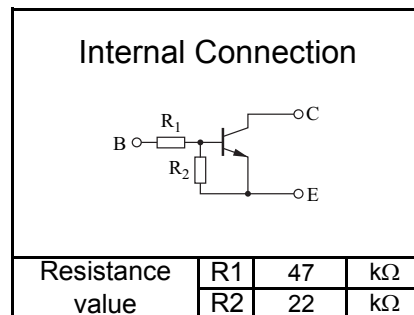 Internal Connection
C
R1
B
R2
E
Resistance value R1 47 kΩ
R2 22 kΩ